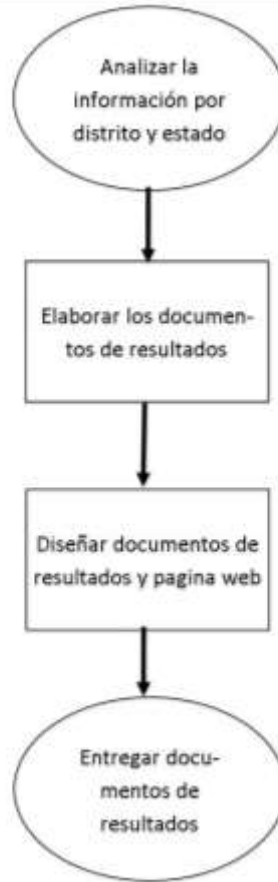 Analizar la
información por
distrito y estado
Elaborar los documen-
tos de resultados
Diseñar documentos de
resultados y pagina web
Entregar docu-
mentos de
resultados